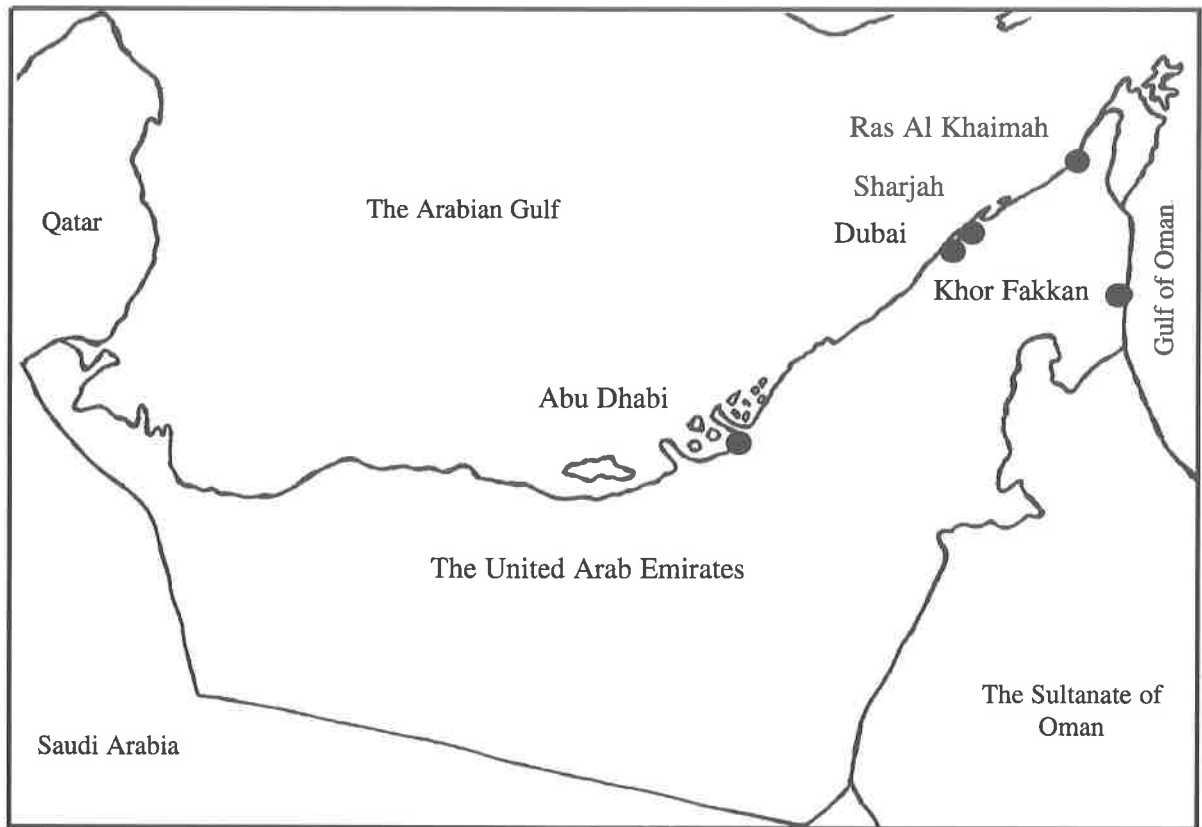 Ras Al Khaimah
Sharjah
The Arabian Gulf
Qatar
Dubai
Khor Fakkan
Gulf of Oman
Abu Dhabi
The United Arab Emirates
The Sultanate of
Oman
Saudi Arabia